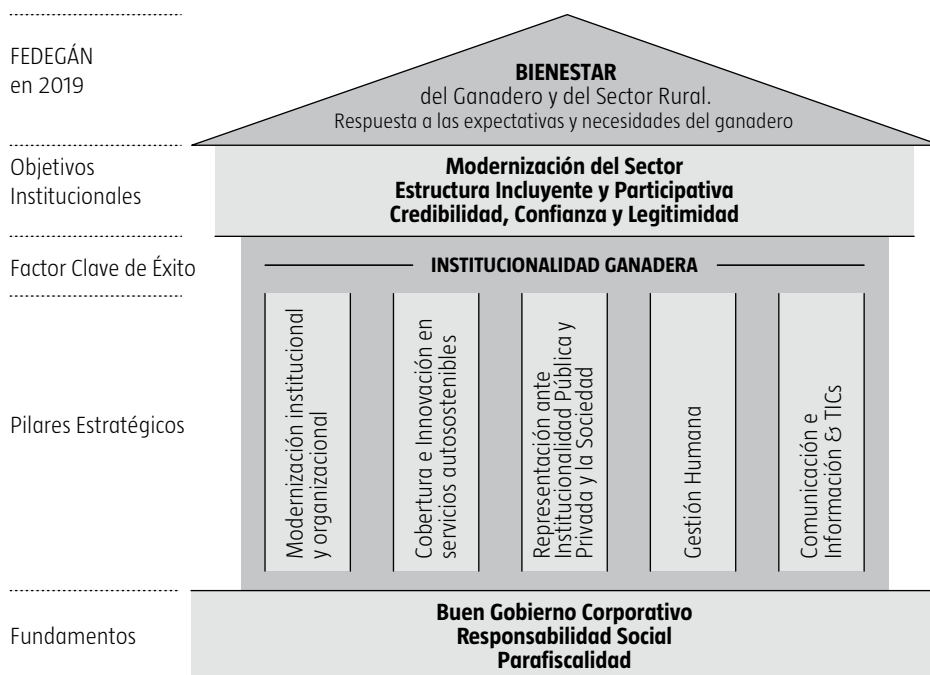 FEDEGÁN
en 2019
BIENESTAR
del Ganadero y del Sector Rural.
Respuesta a las expectativas y necesidades del ganadero
Objetivos
Institucionales
Modernización del Sector
Estructura Incluyente y Participativa
Credibilidad, Confianza y Legitimidad
Factor Clave de Éxito
INSTITUCIONALIDAD GANADERA
Pilares Estratégicos
Modernización institucional
y organizacional
Cobertura e Innovación en
servicios autosostenibles
Representación ante
Institucionalidad Pública y
Privada y la Sociedad
Gestión Humana
Comunicación e
Información & TICs
Fundamentos
Buen Gobierno Corporativo
Responsabilidad Social
Parafiscalidad